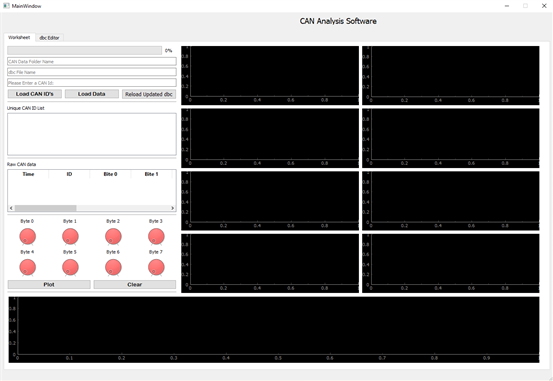 MainWindow
CAN Analysis Software
Worksheet dbc Editor
0%
CAN Data Folder Name
dbc File Name
Please Enter a CAN ID:
Load CAN ID's Load Data Reload Updated dbc
Unique CAN ID List
Raw CAN data
Time ID Bite 0 Bite 1
Byte 0 Byte 1 Byte 2 Byte 3
Byte 4 Byte 5 Byte 6 Byte 7
Plot Clear
1 1
0.8 0.8
0.6 0.6
0.4 0.4
0.2 0.2
0 0
0 0.2 0.4 0.6 0.8 0 0.2 0.4 0.6 0.8
1 1
0.8 0.8
0.6 0.6
0.4 0.4
0.2 0.2
0 0
0 0.2 0.4 0.6 0.8 0 0.2 0.4 0.6 0.8
1 1
0.8 0.8
0.6 0.6
0.4 0.4
0.2 0.2
0 0
0 0.2 0.4 0.6 0.8 0 0.2 0.4 0.6 0.8
1 1
0.8 0.8
0.6 0.6
0.4 0.4
0.2 0.2
0 0
0 0.2 0.4 0.6 0.8 0 0.2 0.4 0.6 0.8
1
0.8
0.6
0.4
0.2
0
0 0.1 0.2 0.3 0.4 0.5 0.6 0.7 0.8 0.9